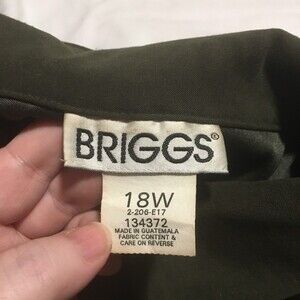 BRIGGS®
18W
2-206-E17
134372
MADE IN GUATEMALA
FABRIC CONTENT &
CARE ON REVERSE